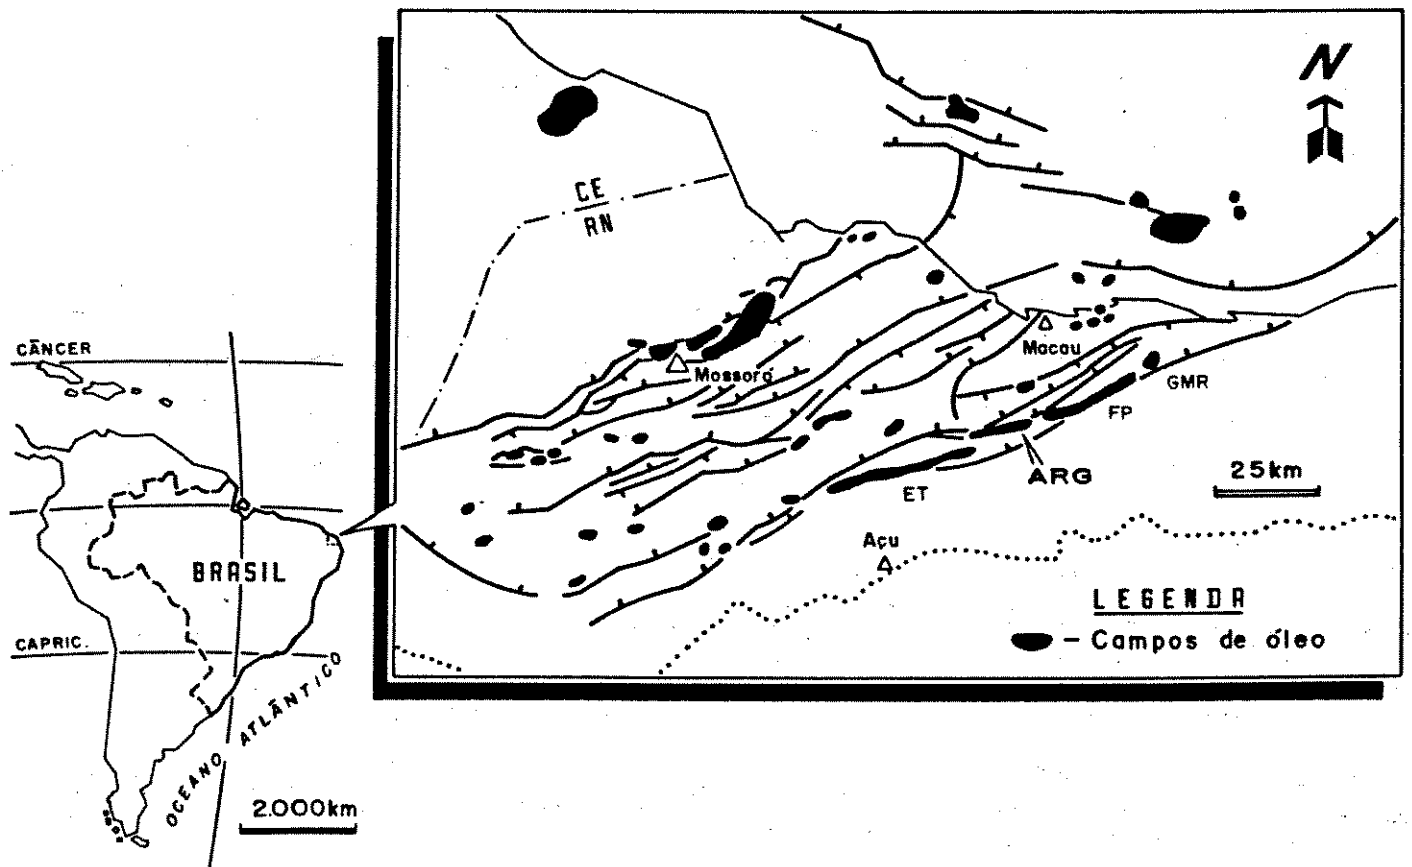 N
CE
RN
CÂNCER
Mossoró
Macau
GMR
FP
ARG
ET
25km
Açu
BRASIL
LEGENDA
- Campos de óleo
CAPRIC.
OCEANO ATLÂNTICO
2.000km